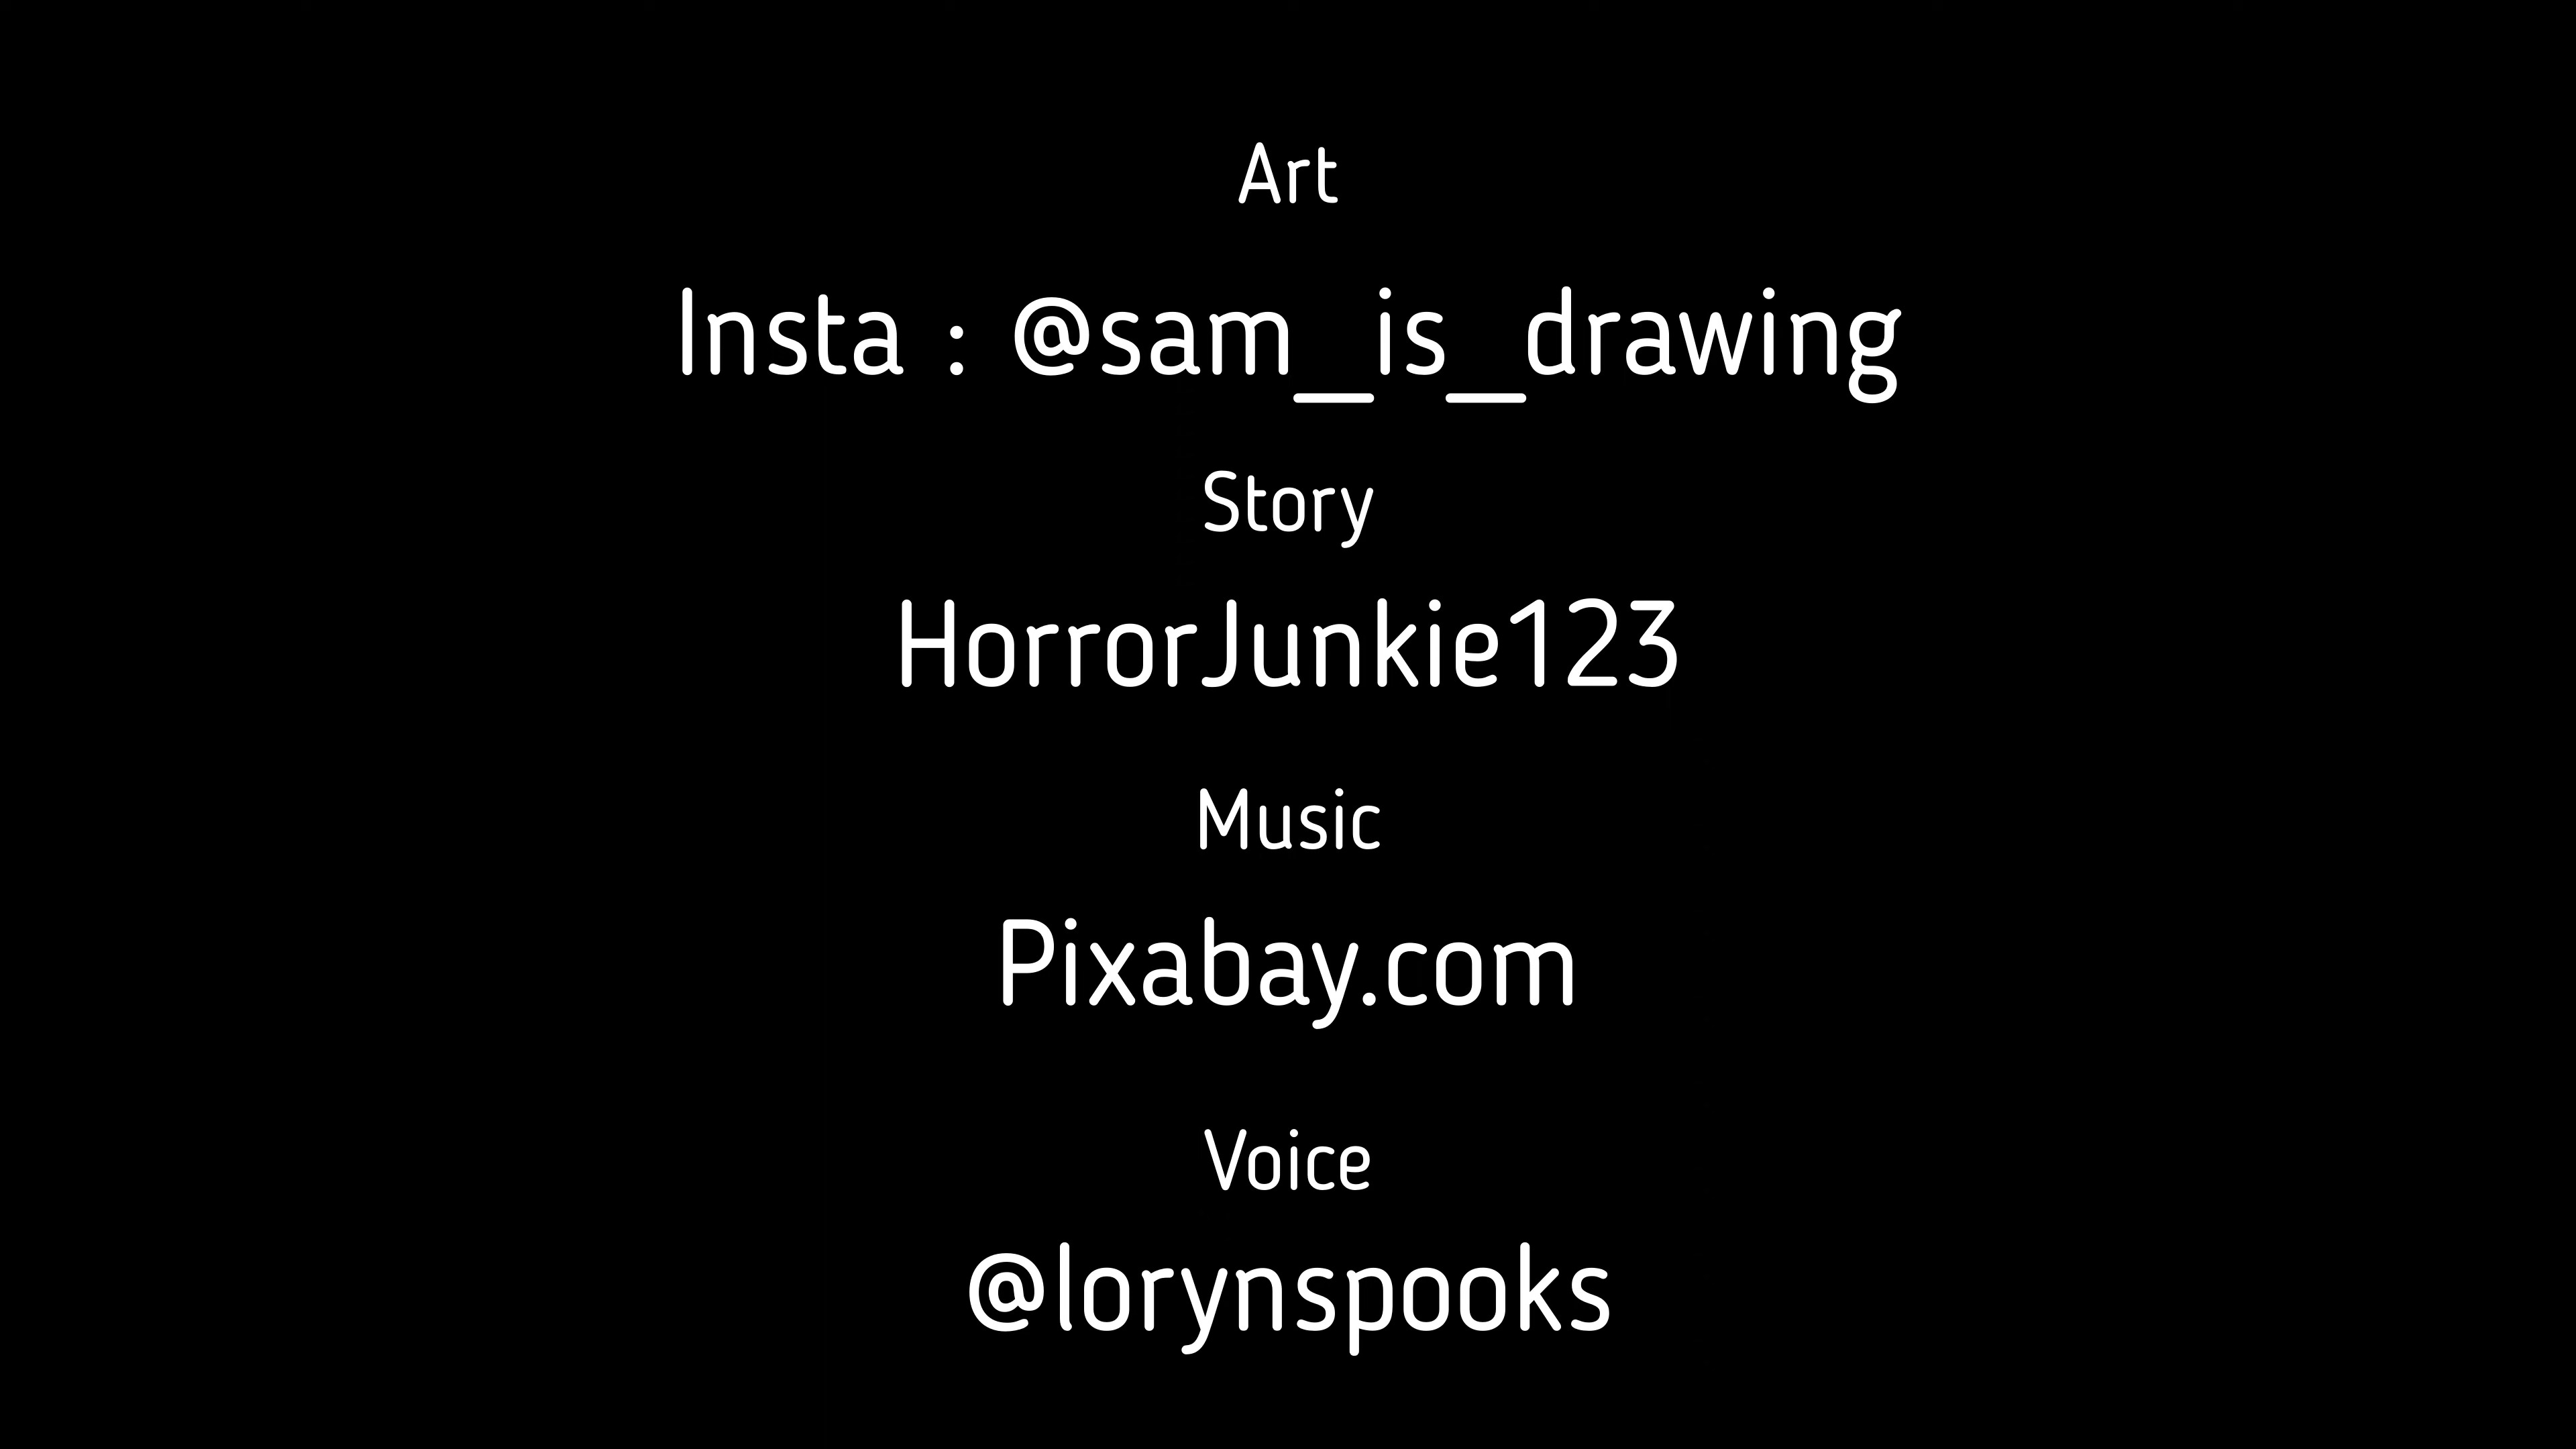 Art
Insta : @sam_is_drawing
Story
HorrorJunkie123
Music
Pixabay.com
Voice
@lorynspooks